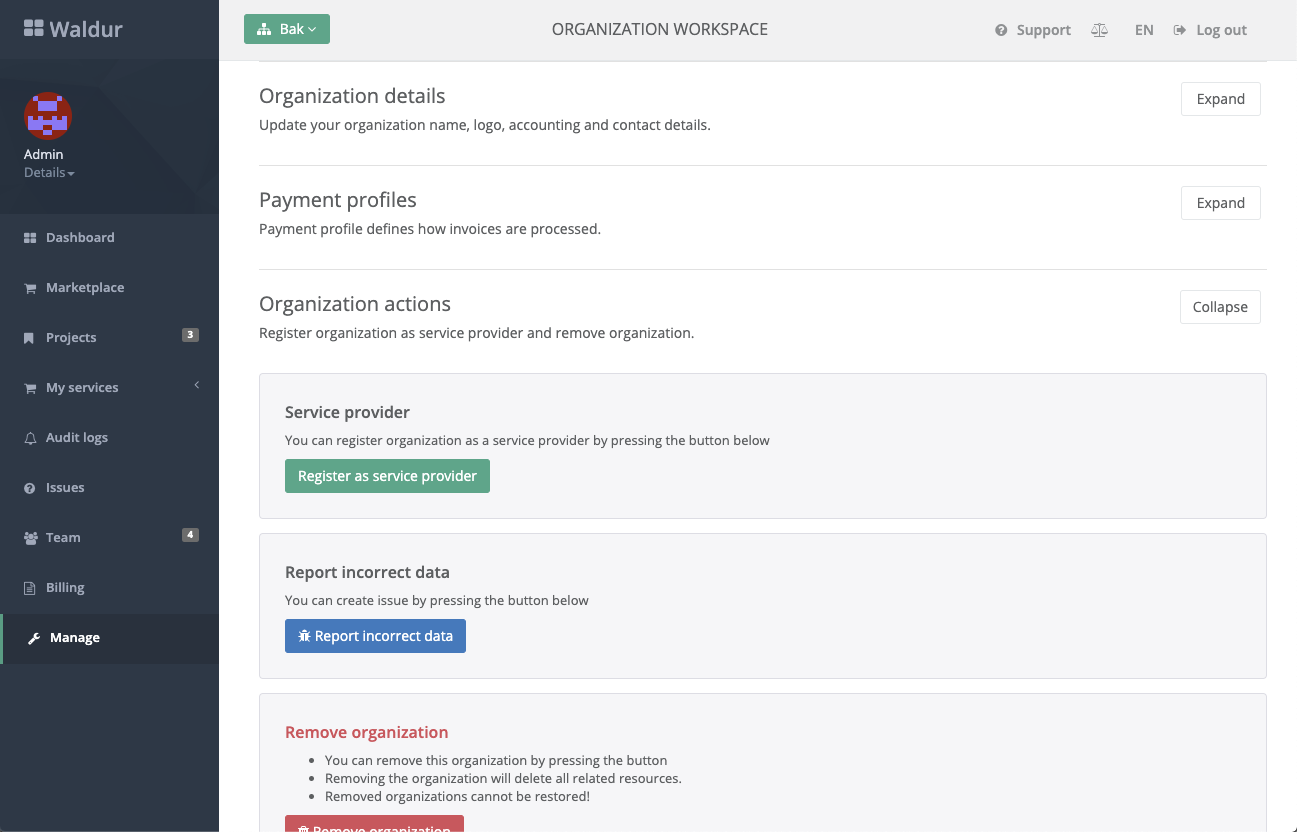 Waldur
Bak
ORGANIZATION WORKSPACE
Support
EN
Log out
Admin
Details
Dashboard
Marketplace
Projects 3
My services
Audit logs
Issues
Team 4
Billing
Manage
Organization details
Expand
Update your organization name, logo, accounting and contact details.
Payment profiles
Expand
Payment profile defines how invoices are processed.
Organization actions
Collapse
Register organization as service provider and remove organization.
Service provider
You can register organization as a service provider by pressing the button below
Register as service provider
Report incorrect data
You can create issue by pressing the button below
Report incorrect data
Remove organization
You can remove this organization by pressing the button
Removing the organization will delete all related resources.
Removed organizations cannot be restored!
Remove organization